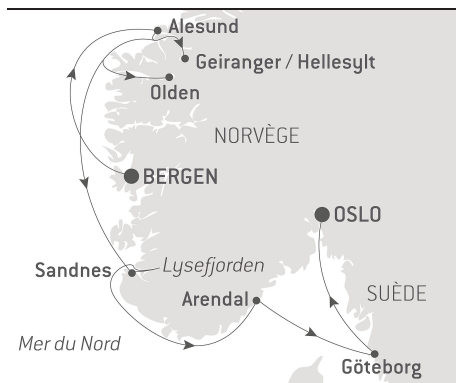 Alesund
Geiranger / Hellesylt
Olden
NORVÈGE
BERGEN
OSLO
Lysefjorden
Sandnes
Arendal
SUÈDE
Mer du Nord
Göteborg